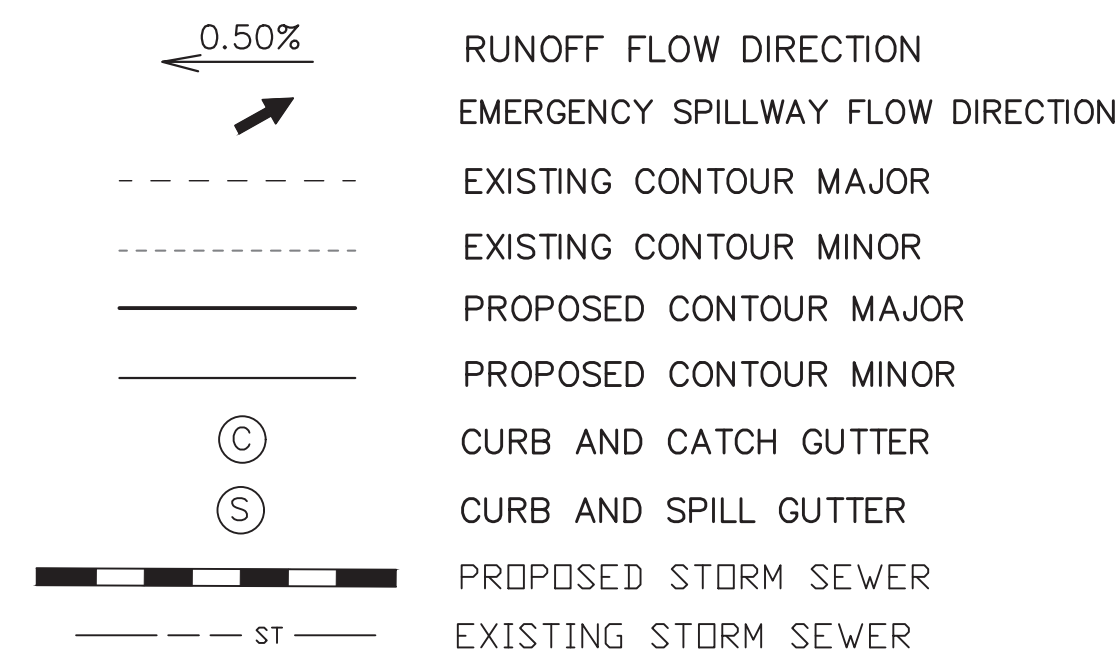 0.50% RUNOFF FLOW DIRECTION
EMERGENCY SPILLWAY FLOW DIRECTION
EXISTING CONTOUR MAJOR
EXISTING CONTOUR MINOR
PROPOSED CONTOUR MAJOR
PROPOSED CONTOUR MINOR
C CURB AND CATCH GUTTER
S CURB AND SPILL GUTTER
PROPOSED STORM SEWER
ST EXISTING STORM SEWER